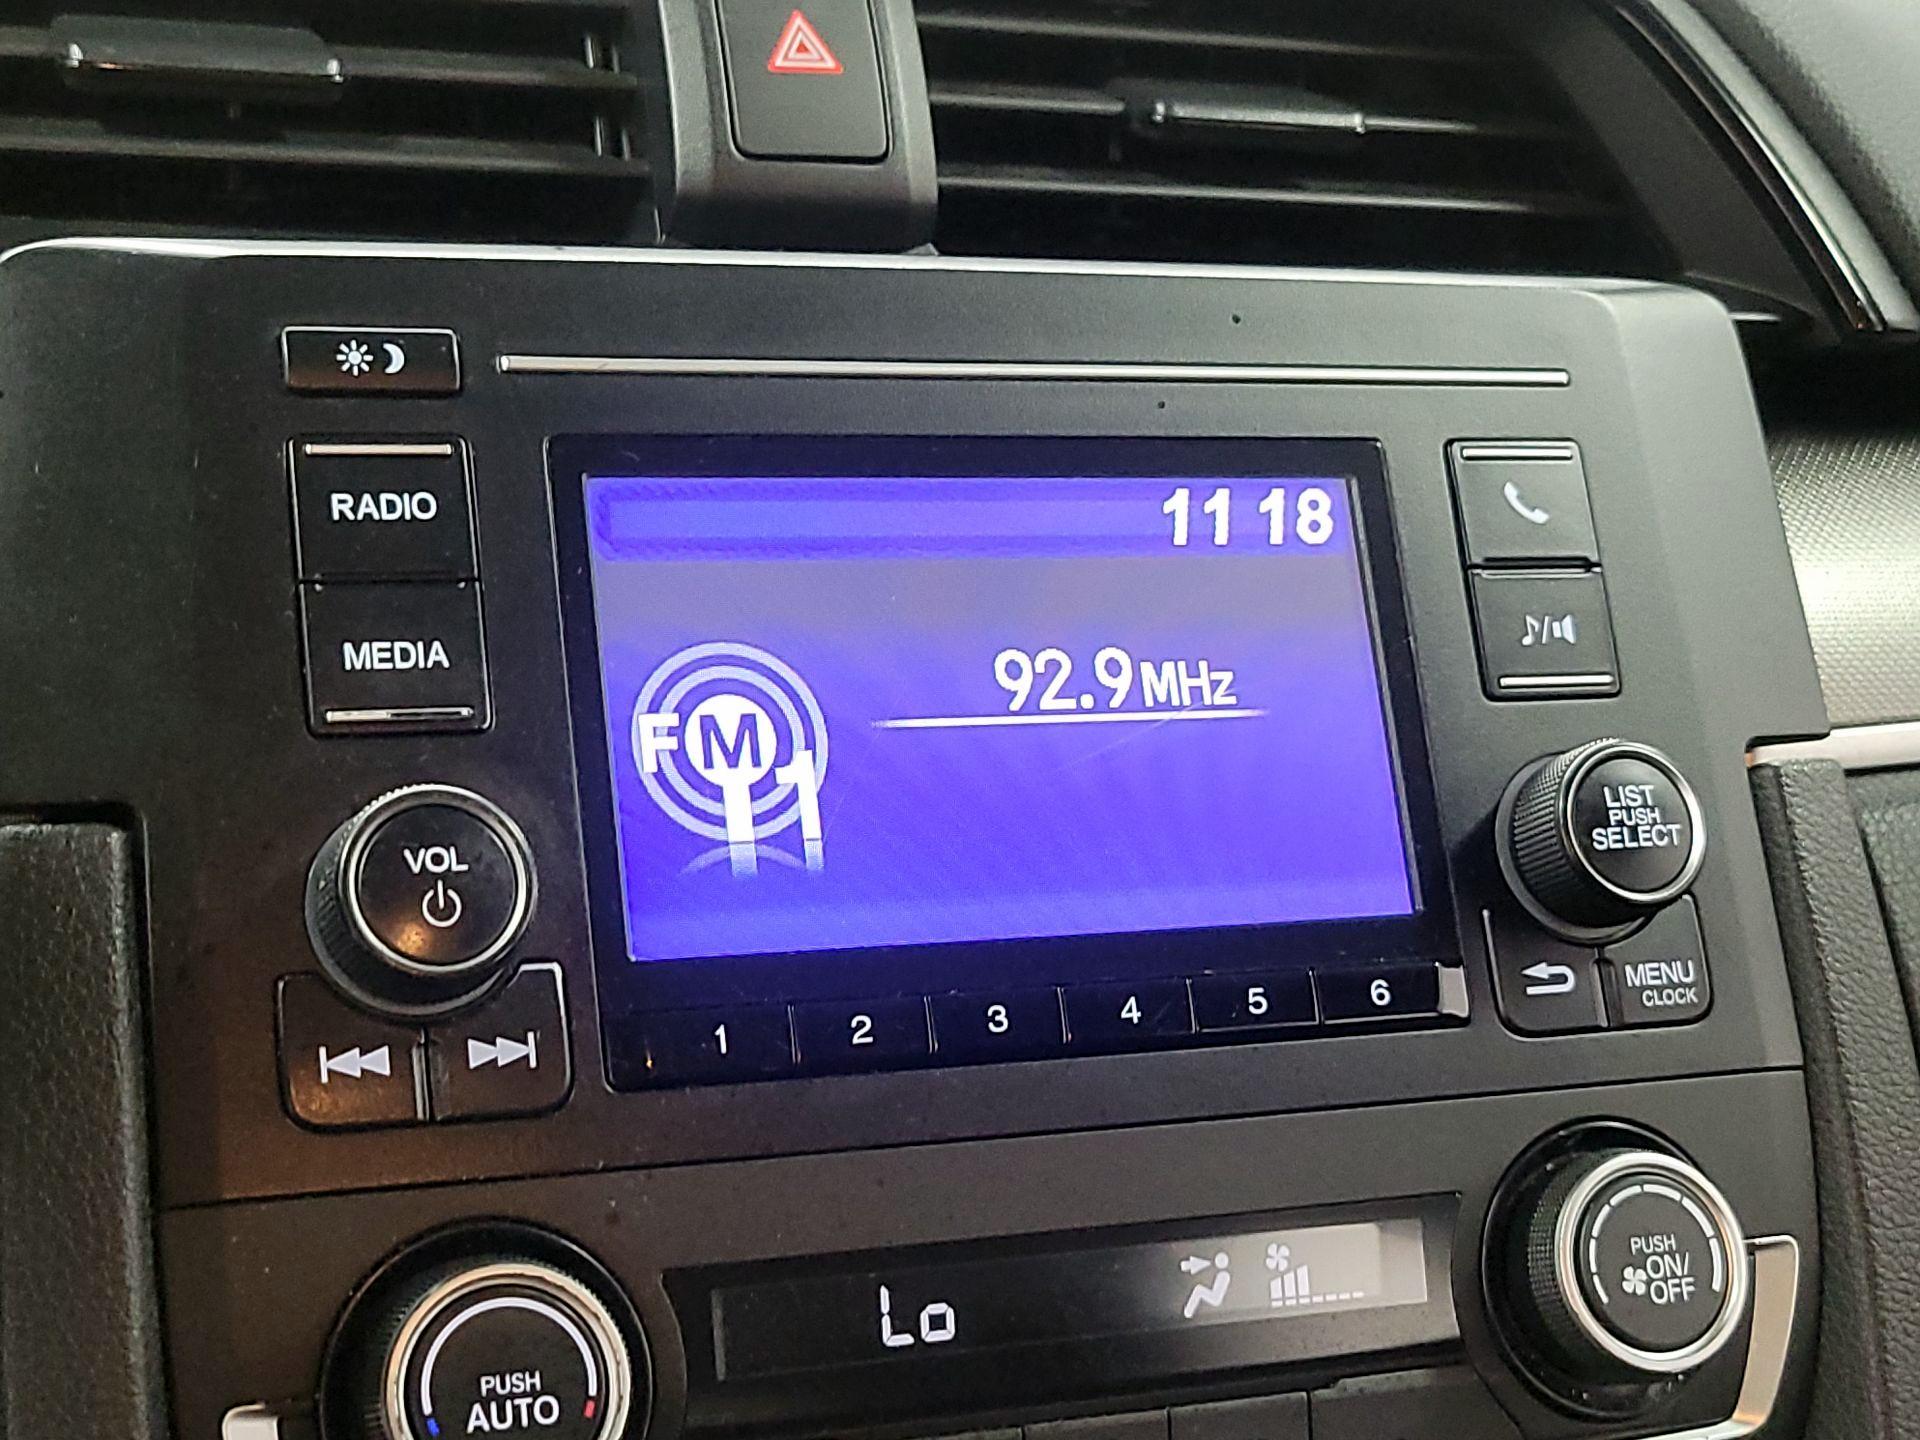 RADIO
MEDIA
VOL
11 18
92.9MHz
FM
1
LIST
PUSH
SELECT
MENU
CLOCK
1 2 3 4 5 6
Lo
PUSH
AUTO
PUSH
ON/
OFF